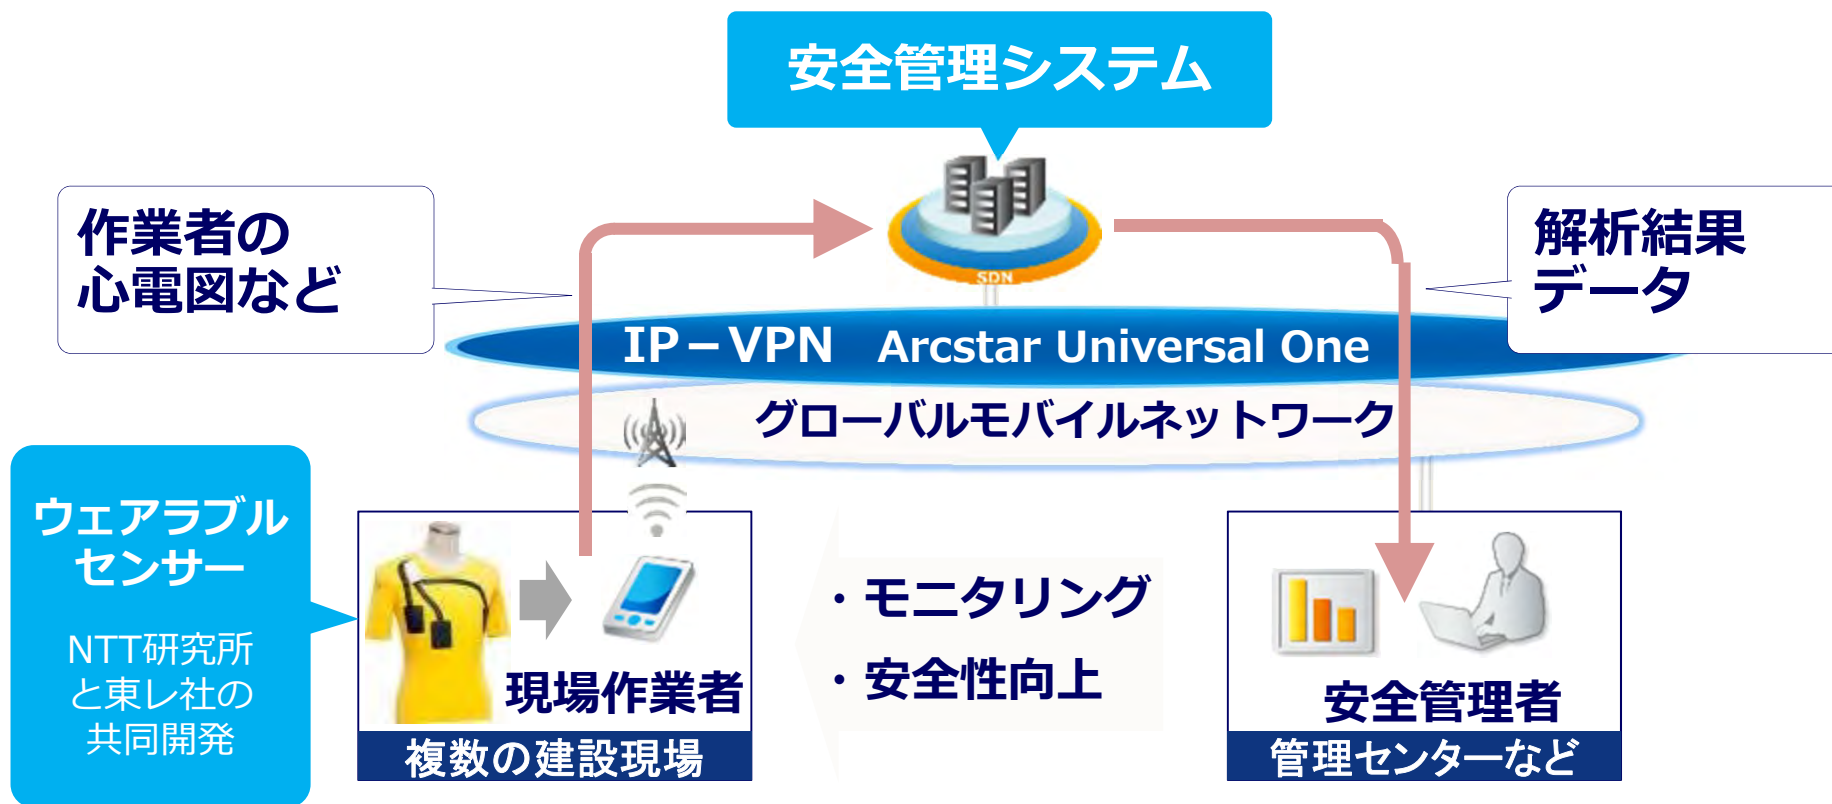 安全管理システム
作業者の
心電図など
解析結果
データ
SDN
IP－VPN Arcstar Universal One
グローバルモバイルネットワーク
ウェアラブル
センサー
NTT研究所
と東レ社の
共同開発
現場作業者
複数の建設現場
・モニタリング
・安全性向上
安全管理者
管理センターなど